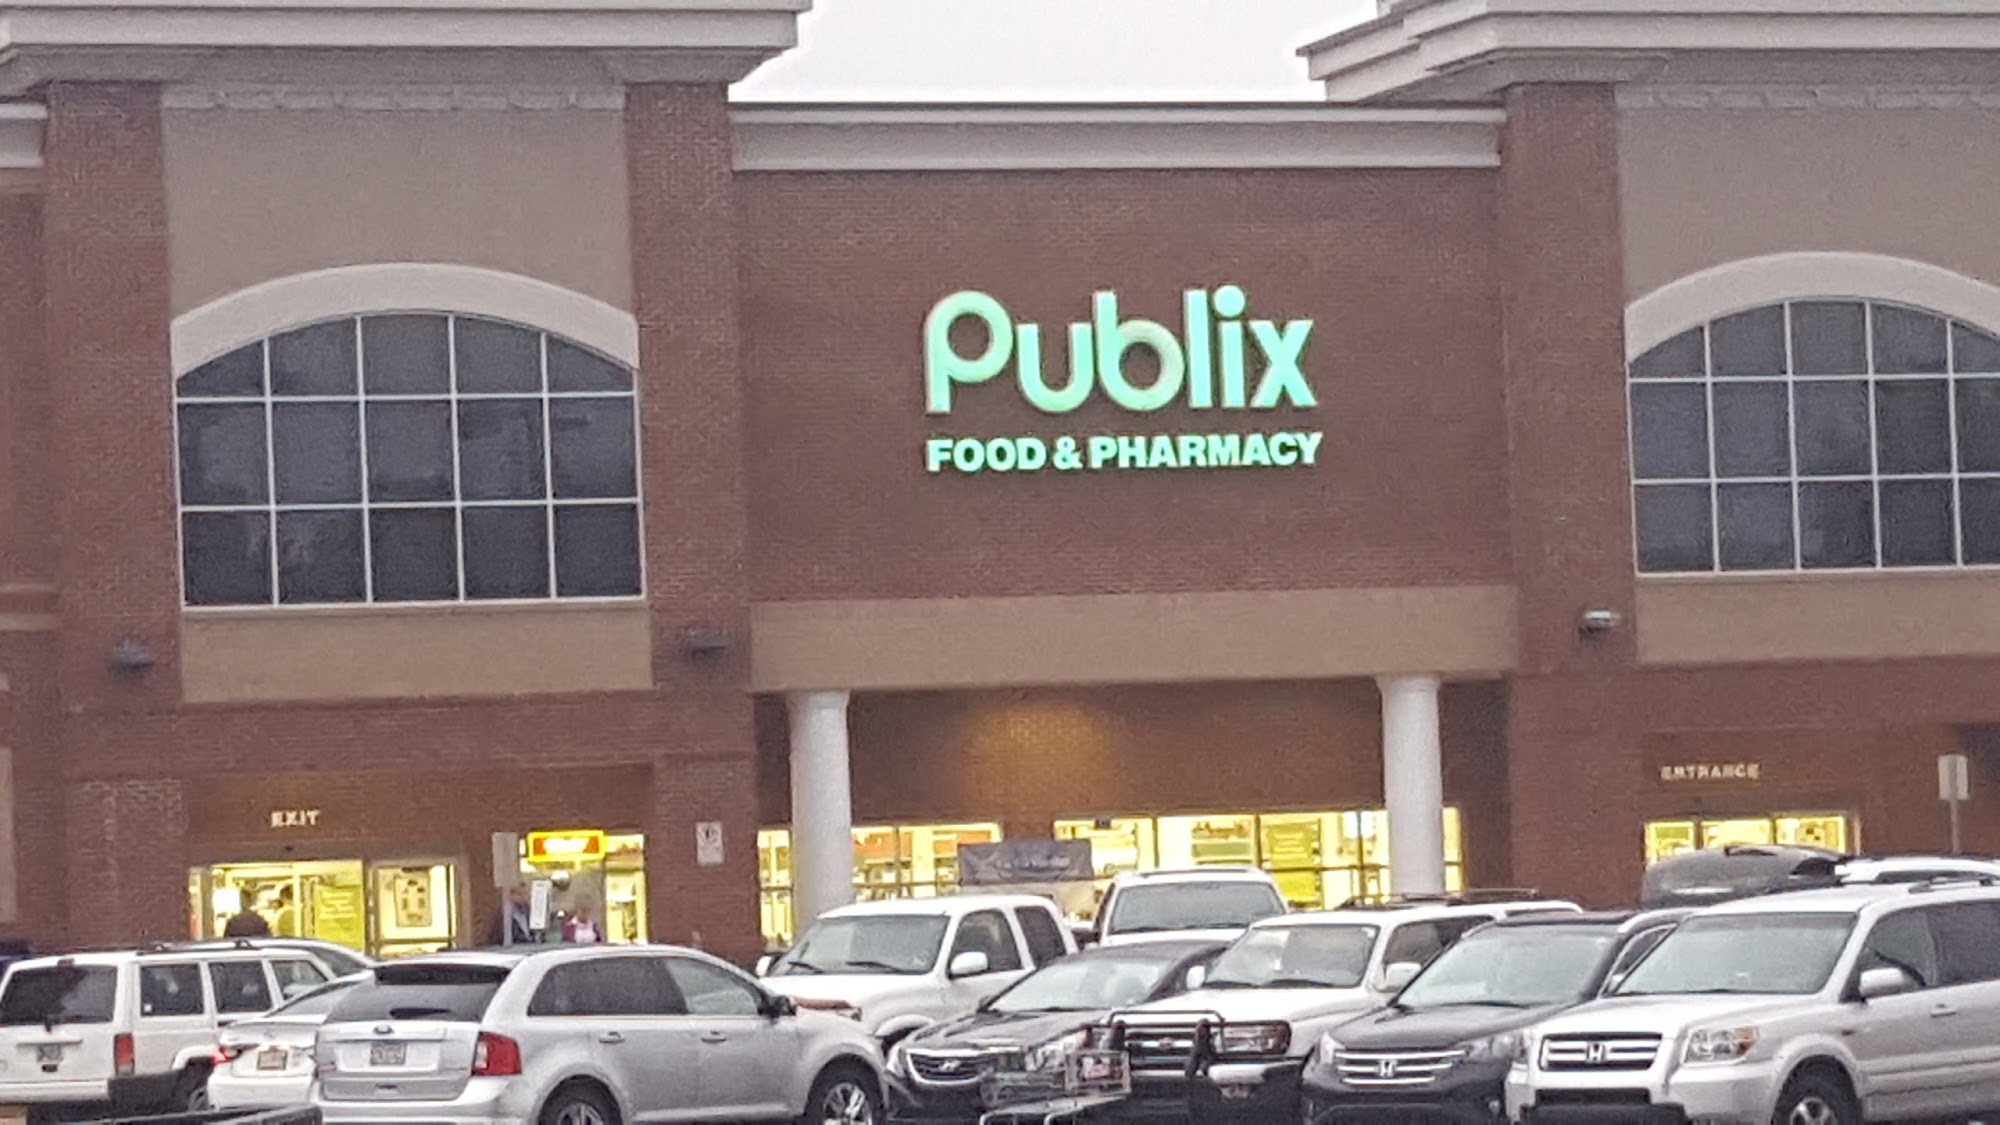 Publix
FOOD & PHARMACY
EXIT
ENTRANCE